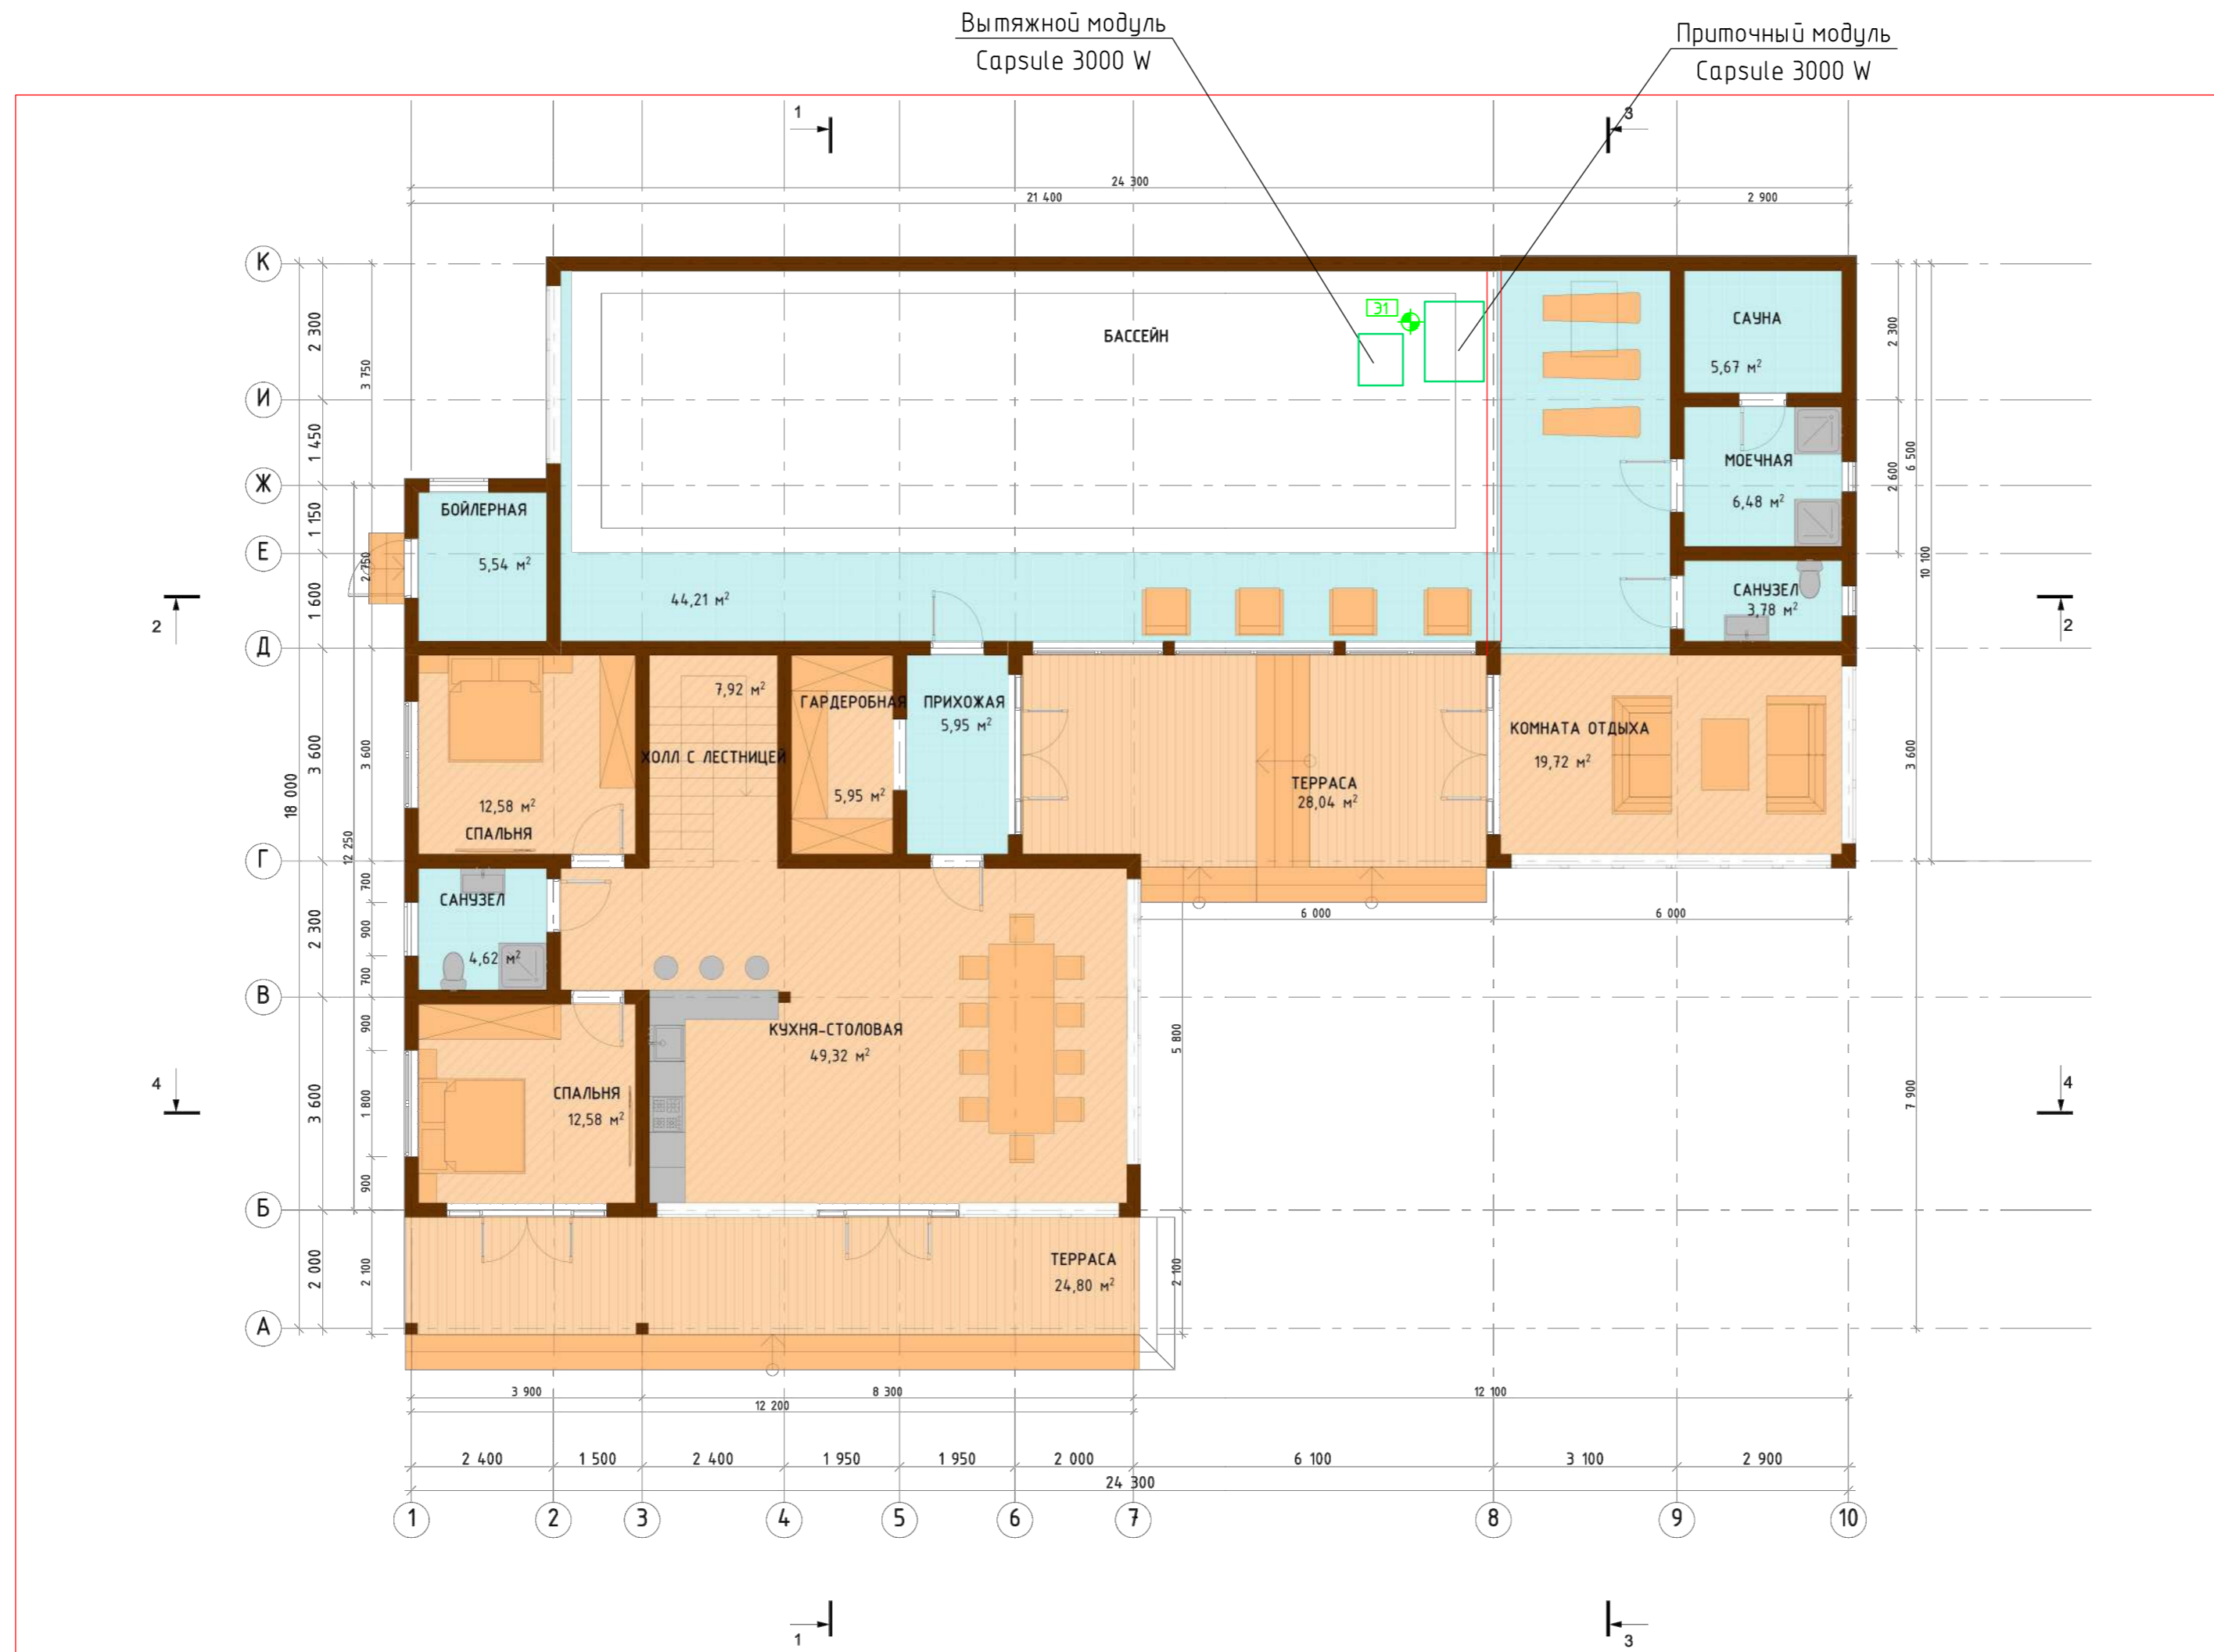 Вытяжной модуль
Capsule 3000 W
Приточный модуль
Capsule 3000 W
1
3
24 300
21 400
2 900
К
И
Ж
Е
Д
Г
В
Б
А
2 300
1 450
1 150
1 600
3 600
2 300
3 600
2 000
18 000
3 750
2 750
3 600
12 250
700
900
700
900
1 800
900
2 100
2
4
БАССЕЙН
Э1
САУНА
5,67 м²
МОЕЧНАЯ
6,48 м²
САНУЗЕЛ
3,78 м²
БОЙЛЕРНАЯ
5,54 м²
44,21 м²
12,58 м²
СПАЛЬНЯ
7,92 м²
ХОЛЛ С ЛЕСТНИЦЕЙ
ГАРДЕРОБНАЯ
5,95 м²
ПРИХОЖАЯ
5,95 м²
ТЕРРАСА
28,04 м²
КОМНАТА ОТДЫХА
19,72 м²
САНУЗЕЛ
4,62 м²
КУХНЯ-СТОЛОВАЯ
49,32 м²
СПАЛЬНЯ
12,58 м²
ТЕРРАСА
24,80 м²
6 000
6 000
5 800
2 100
2 300
2 600
6 500
10 100
3 600
7 900
2
4
3 900
8 300
12 100
12 200
2 400
1 500
2 400
1 950
1 950
2 000
6 100
3 100
2 900
24 300
1
2
3
4
5
6
7
8
9
10
1
3